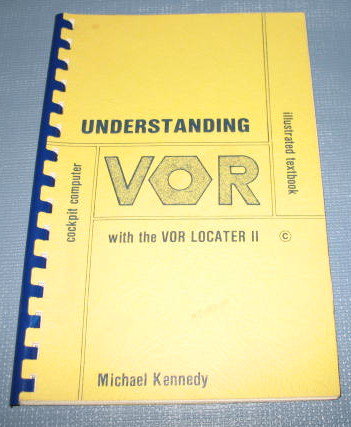 UNDERSTANDING
VOR
cockpit computer
illustrated textbook
with the VOR LOCATER II ©
Michael Kennedy